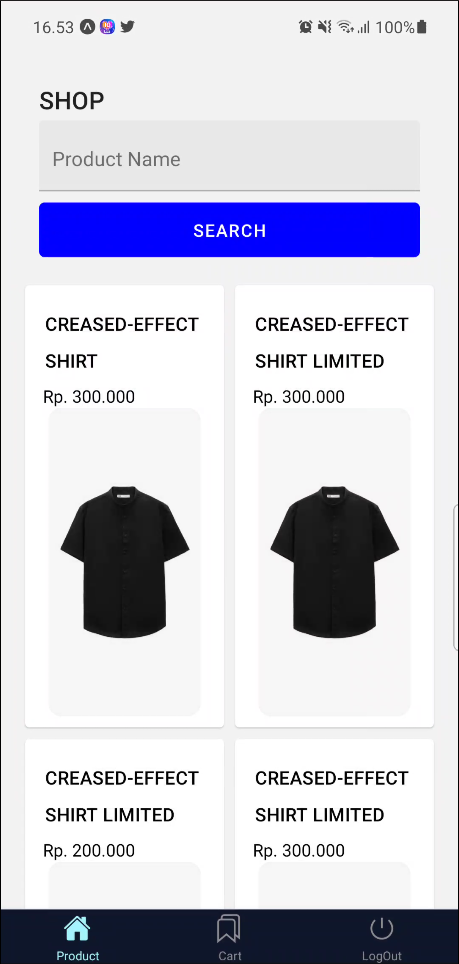 16.53 100%
SHOP
Product Name
SEARCH
CREASED-EFFECT
SHIRT
Rp. 300.000
CREASED-EFFECT
SHIRT LIMITED
Rp. 300.000
CREASED-EFFECT
SHIRT LIMITED
Rp. 200.000
CREASED-EFFECT
SHIRT LIMITED
Rp. 300.000
Product Cart LogOut